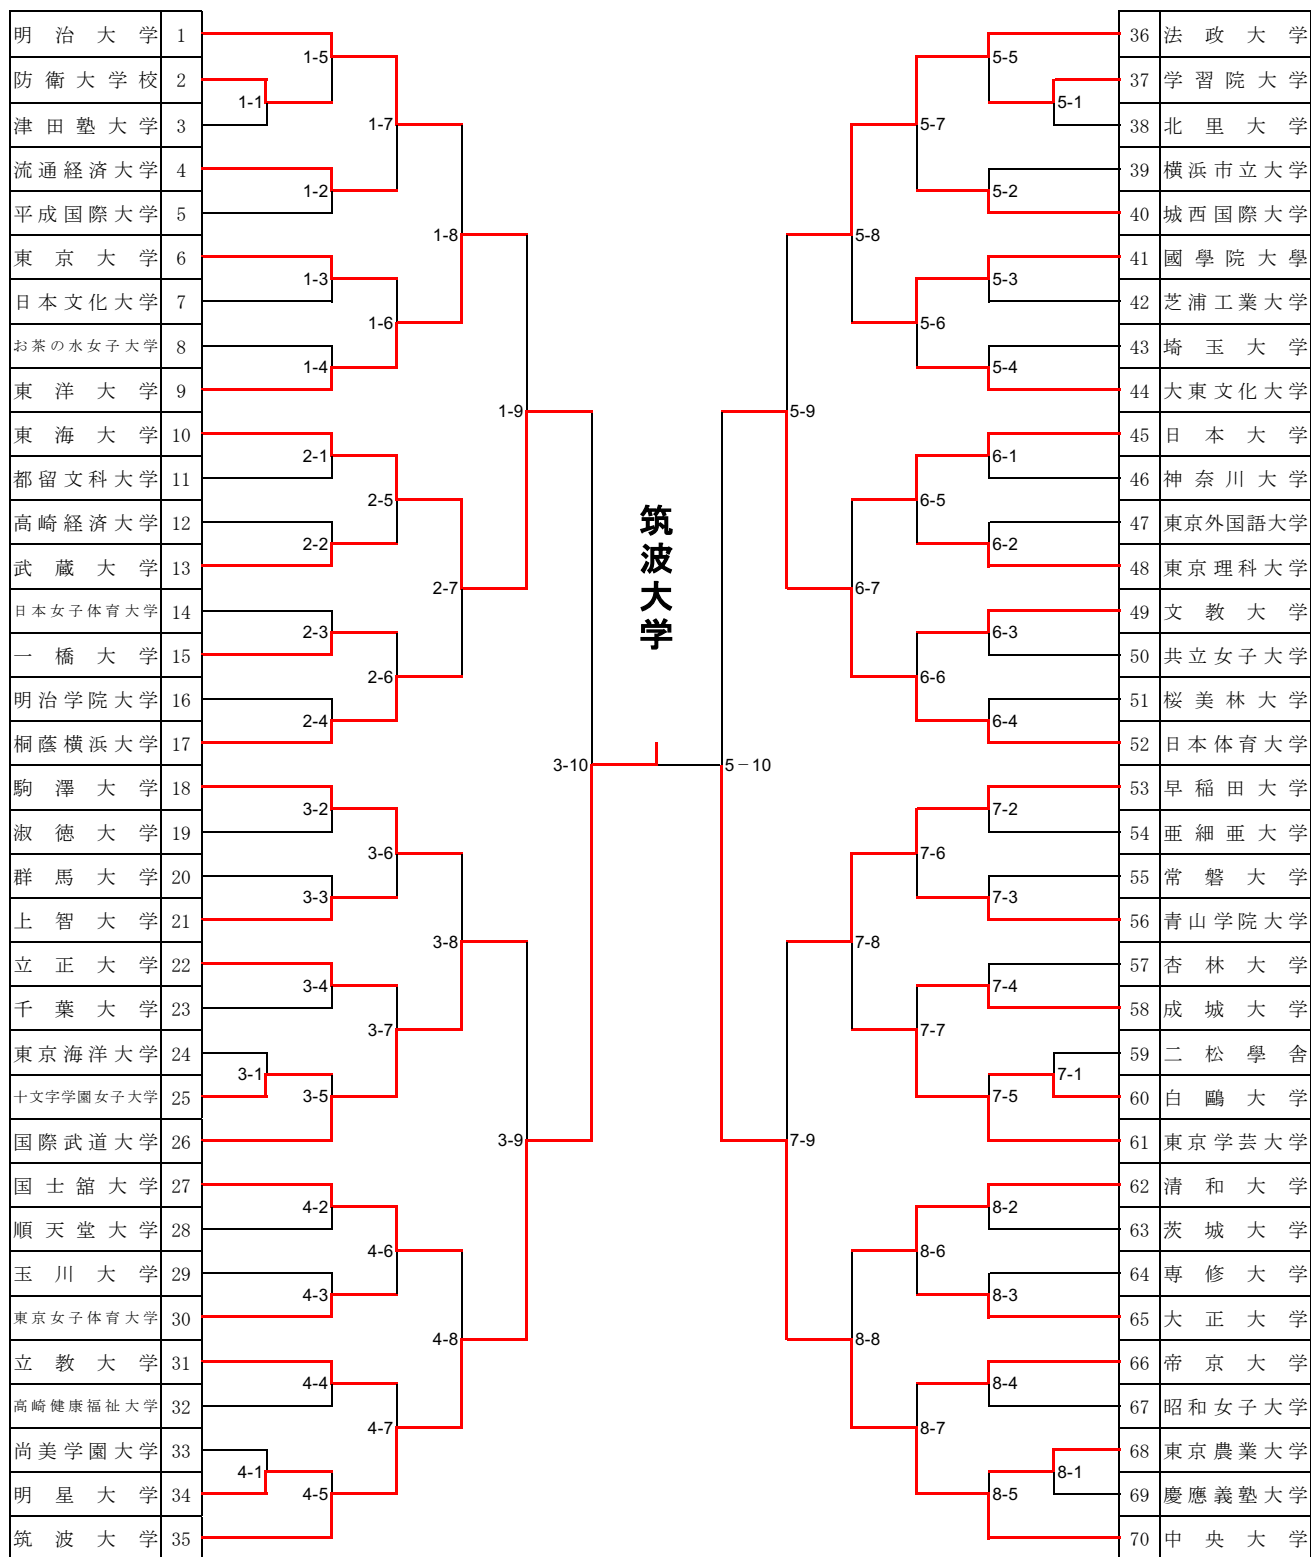 明治大学 1
防衛大学校 2
津田塾大学 3
流通経済大学 4
平成国際大学 5
東京大学 6
日本文化大学 7
お茶の水女子大学 8
東洋大学 9
東海大学 10
都留文科大学 11
高崎経済大学 12
武蔵大学 13
日本女子体育大学 14
一橋大学 15
明治学院大学 16
桐蔭横浜大学 17
駒澤大学 18
淑徳大学 19
群馬大学 20
上智大学 21
立正大学 22
千葉大学 23
東京海洋大学 24
十文字学園女子大学 25
国際武道大学 26
国士舘大学 27
順天堂大学 28
玉川大学 29
東京女子体育大学 30
立教大学 31
高崎健康福祉大学 32
尚美学園大学 33
明星大学 34
筑波大学 35
1-1
3-1
4-1
1-5
1-2
1-3
1-4
2-1
2-2
2-3
2-4
3-2
3-3
3-4
3-5
4-2
4-3
4-4
4-5
1-7
1-6
2-5
2-6
3-6
3-7
4-6
4-7
1-8
2-7
3-8
4-8
1-9
3-9
3-10
筑波大学
5－10
5-9
7-9
5-8
6-7
7-8
8-8
5-7
5-6
6-5
6-6
7-6
7-7
8-6
8-7
5-5
5-2
5-3
5-4
6-1
6-2
6-3
6-4
7-2
7-3
7-4
7-5
8-2
8-3
8-4
8-5
5-1
7-1
8-1
36 法政大学
37 学習院大学
38 北里大学
39 横浜市立大学
40 城西国際大学
41 國學院大學
42 芝浦工業大学
43 埼玉大学
44 大東文化大学
45 日本大学
46 神奈川大学
47 東京外国語大学
48 東京理科大学
49 文教大学
50 共立女子大学
51 桜美林大学
52 日本体育大学
53 早稲田大学
54 亜細亜大学
55 常磐大学
56 青山学院大学
57 杏林大学
58 成城大学
59 二松學舎
60 白鷗大学
61 東京学芸大学
62 清和大学
63 茨城大学
64 専修大学
65 大正大学
66 帝京大学
67 昭和女子大学
68 東京農業大学
69 慶應義塾大学
70 中央大学